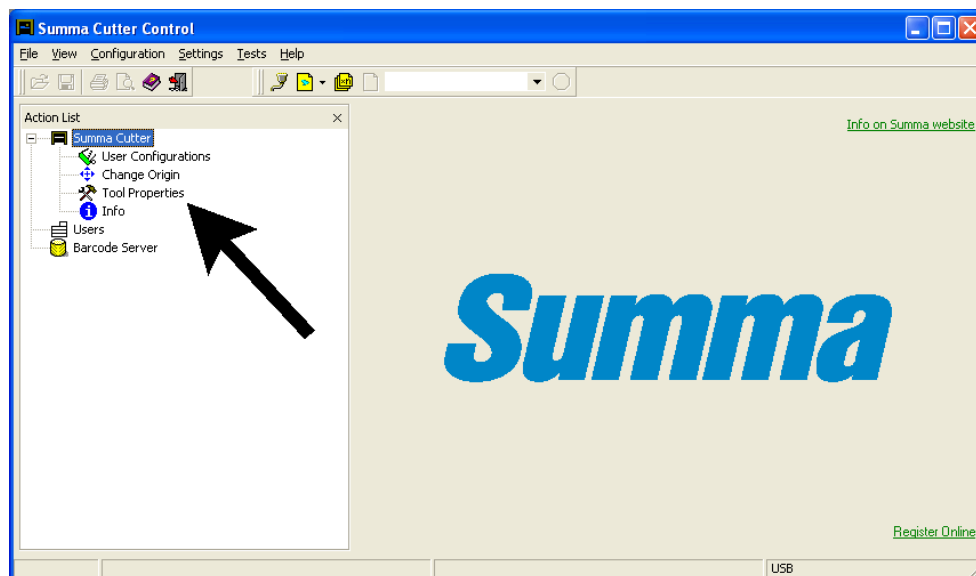 Summa Cutter Control
File View Configuration Settings Tests Help
Action List
Info on Summa website
Summa Cutter
User Configurations
Change Origin
Tool Properties
Info
Users
Barcode Server
Summa
Register Online
USB